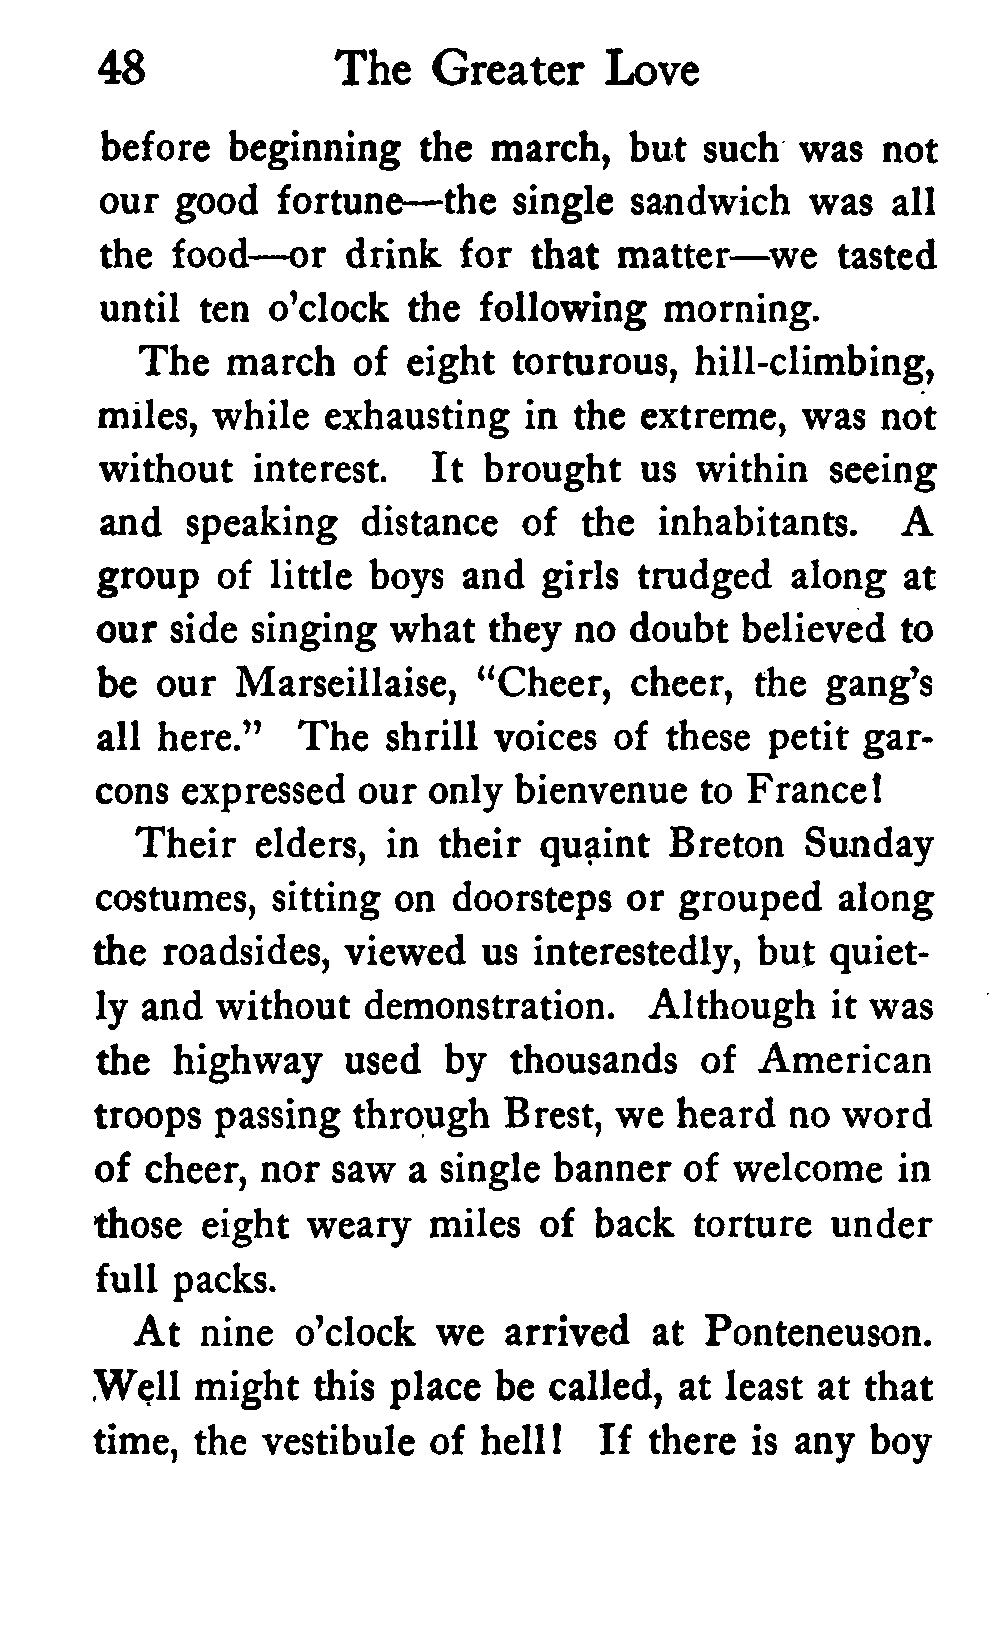 48 The Greater Love
before beginning the march, but such was not
our good fortune—the single sandwich was all
the food—or drink for that matter—we tasted
until ten o'clock the following morning.
The march of eight torturous, hill-climbing,
miles, while exhausting in the extreme, was not
without interest. It brought us within seeing
and speaking distance of the inhabitants. A
group of little boys and girls trudged along at
our side singing what they no doubt believed to
be our Marseillaise, "Cheer, cheer, the gang's
all here." The shrill voices of these petit gar-
cons expressed our only bienvenue to France!
Their elders, in their quaint Breton Sunday
costumes, sitting on doorsteps or grouped along
the roadsides, viewed us interestedly, but quiet-
ly and without demonstration. Although it was
the highway used by thousands of American
troops passing through Brest, we heard no word
of cheer, nor saw a single banner of welcome in
those eight weary miles of back torture under
full packs.
At nine o'clock we arrived at Ponteneuson.
Well might this place be called, at least at that
time, the vestibule of hell! If there is any boy